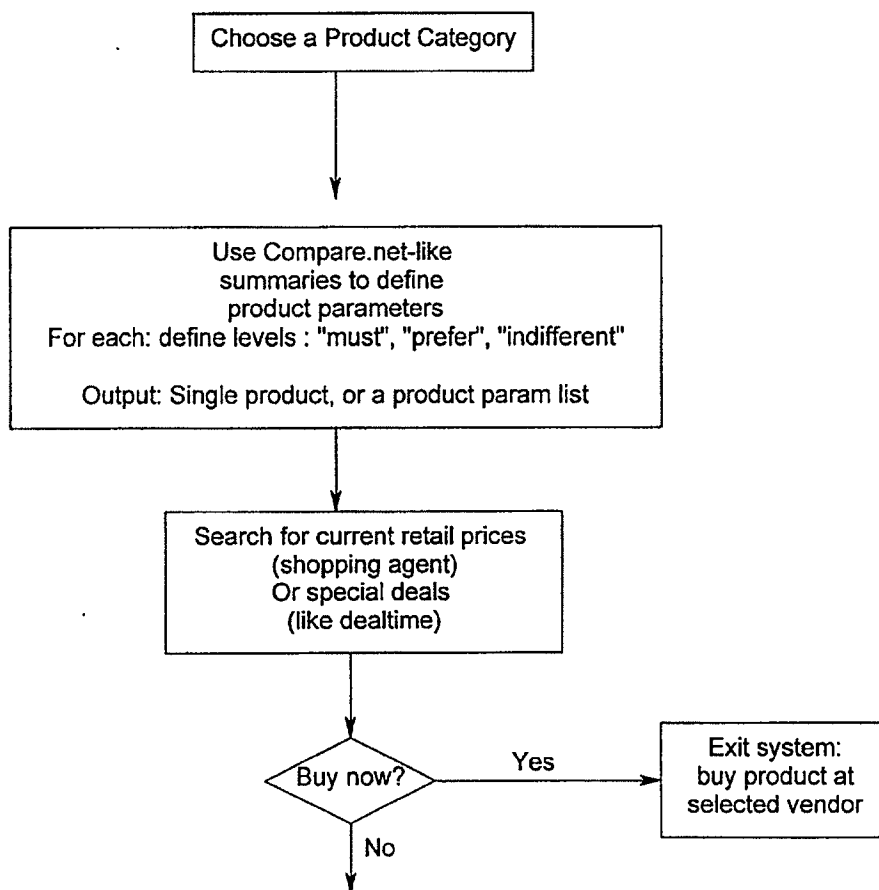 Choose a Product Category
Use Compare.net-like
summaries to define
product parameters
For each: define levels : "must", "prefer", "indifferent"
Output: Single product, or a product param list
Search for current retail prices
(shopping agent)
Or special deals
(like dealtime)
Buy now?
Yes
Exit system:
buy product at
selected vendor
No